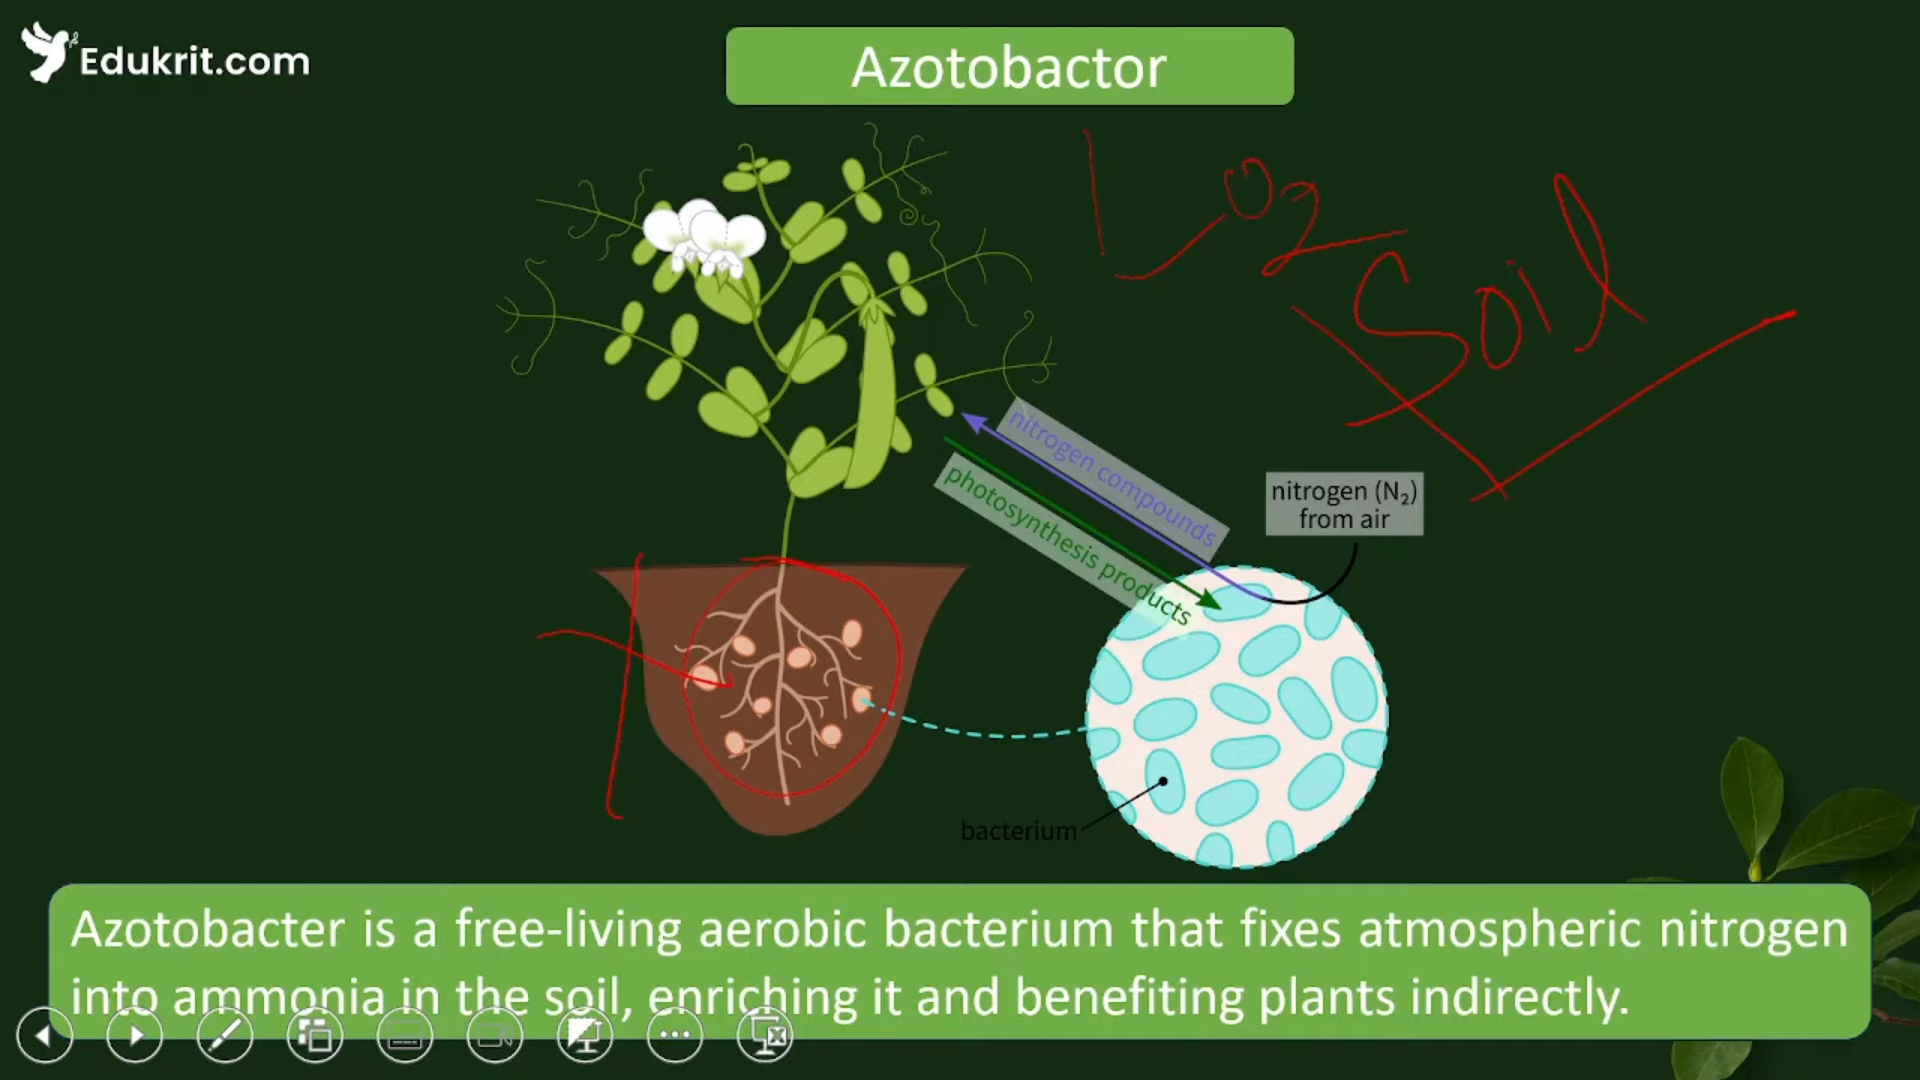 Edukrit.com
Azotobactor
O2
Soil
nitrogen compounds
photosynthesis products
nitrogen (N₂)
from air
bacterium
Azotobacter is a free-living aerobic bacterium that fixes atmospheric nitrogen
into ammonia in the soil, enriching it and benefiting plants indirectly.